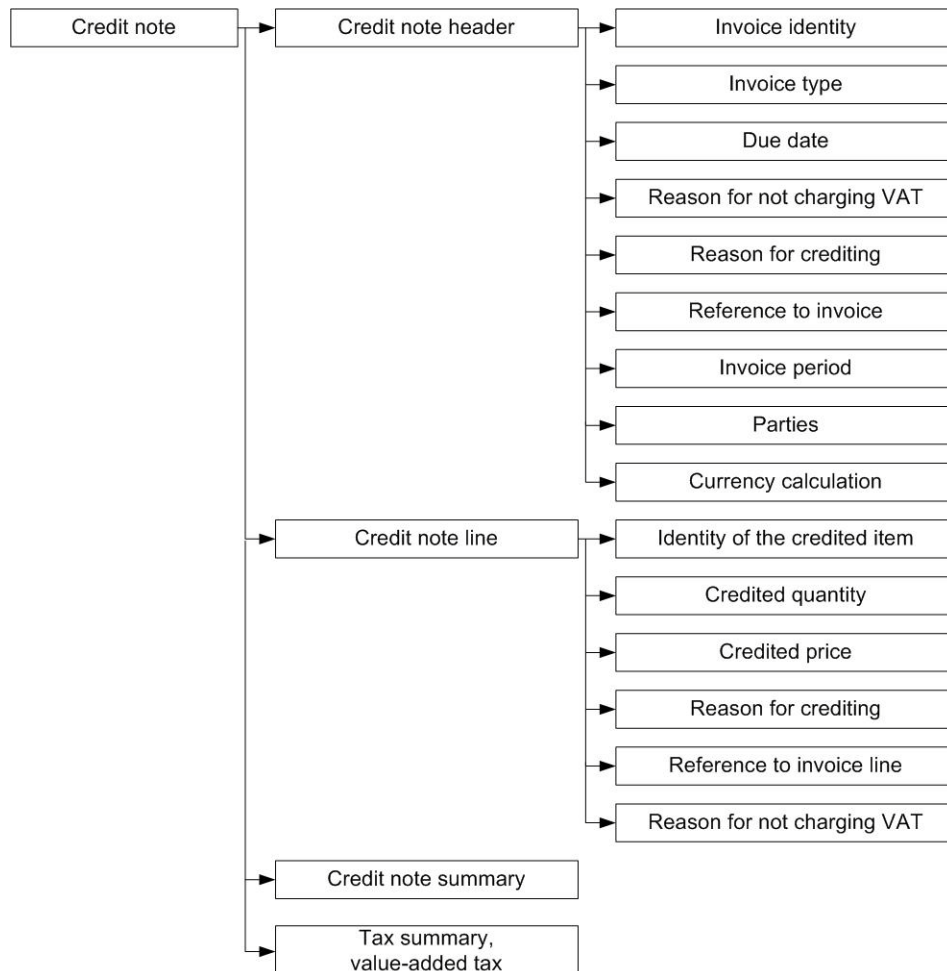 Credit note
Credit note header
Invoice identity
Invoice type
Due date
Reason for not charging VAT
Reason for crediting
Reference to invoice
Invoice period
Parties
Currency calculation
Credit note line
Identity of the credited item
Credited quantity
Credited price
Reason for crediting
Reference to invoice line
Reason for not charging VAT
Credit note summary
Tax summary,
value-added tax